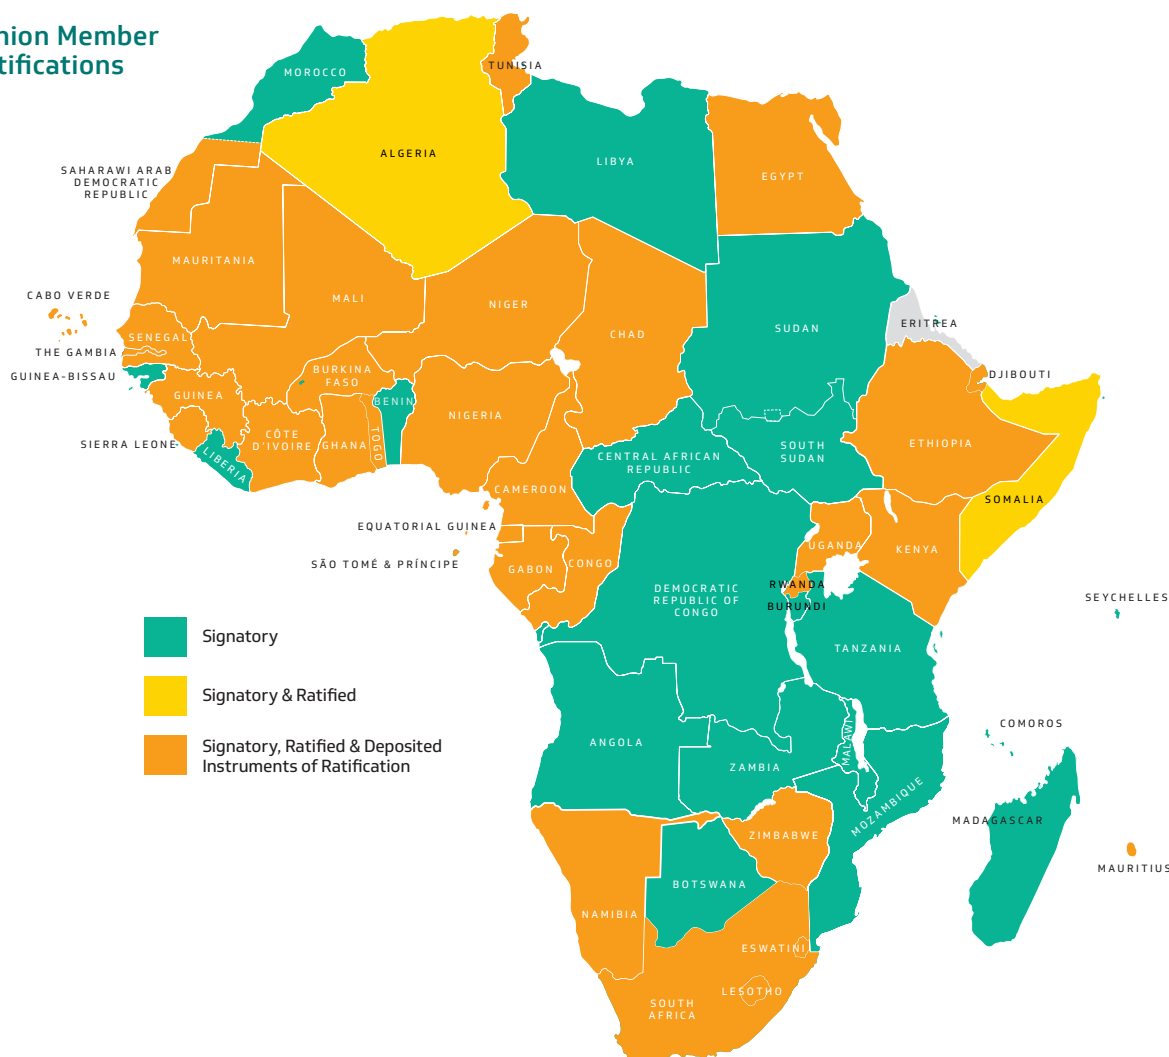 nion Member
tifications
MOROCCO
TUNISIA
ALGERIA
LIBYA
EGYPT
SAHARAWI ARAB
DEMOCRATIC
REPUBLIC
MAURITANIA
MALI
NIGER
CHAD
SUDAN
ERITREA
CABO VERDE
SENEGAL
THE GAMBIA
GUINEA-BISSAU
GUINEA
BURKINA
FASO
BENIN
NIGERIA
DJIBOUTI
SIERRA LEONE
LIBERIA
CÔTE
D'IVOIRE
GHANA
TOGO
CENTRAL AFRICAN
REPUBLIC
SOUTH
SUDAN
ETHIOPIA
SOMALIA
CAMEROON
EQUATORIAL GUINEA
SÃO TOMÉ & PRÍNCIPE
GABON
CONGO
UGANDA
KENYA
DEMOCRATIC
REPUBLIC OF
CONGO
RWANDA
BURUNDI
SEYCHELLES
TANZANIA
Signatory
Signatory & Ratified
Signatory, Ratified & Deposited
Instruments of Ratification
ANGOLA
ZAMBIA
MALAWI
MOZAMBIQUE
COMOROS
MADAGASCAR
MAURITIUS
ZIMBABWE
BOTSWANA
NAMIBIA
ESWATINI
LESOTHO
SOUTH
AFRICA